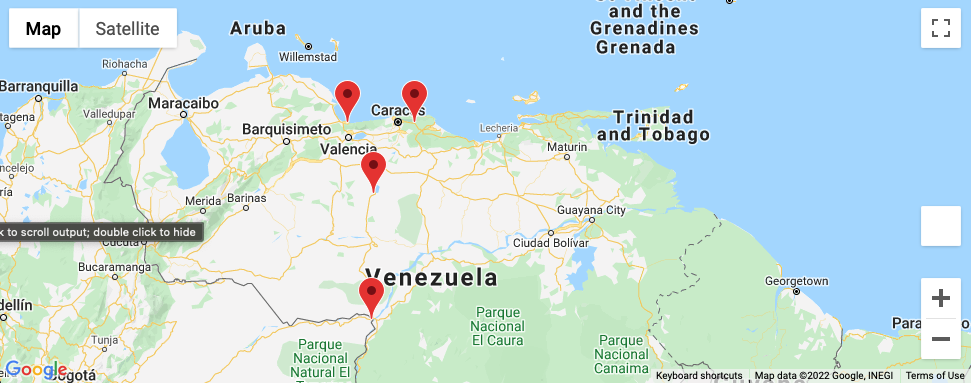 Map
Satellite
and the
Grenadines
Grenada
Aruba
Willemstad
Riohacha
Barranquilla
Maracaibo
Caracas
Trinidad
and Tobago
Valledupar
Barquisimeto
Valencia
Lecheria
Maturin
Merida
Barinas
Guayana City
k to scroll output; double click to hide
Cucuta
Ciudad Bolívar
Bucaramanga
Venezuela
Georgetown
Parque
Nacional
El Caura
Parque
Nacional
Canaima
Parque
Nacional
Natural El
Tunja
Google
Bogotá
Keyboard shortcuts
Map data ©2022 Google, INEGI
Terms of Use